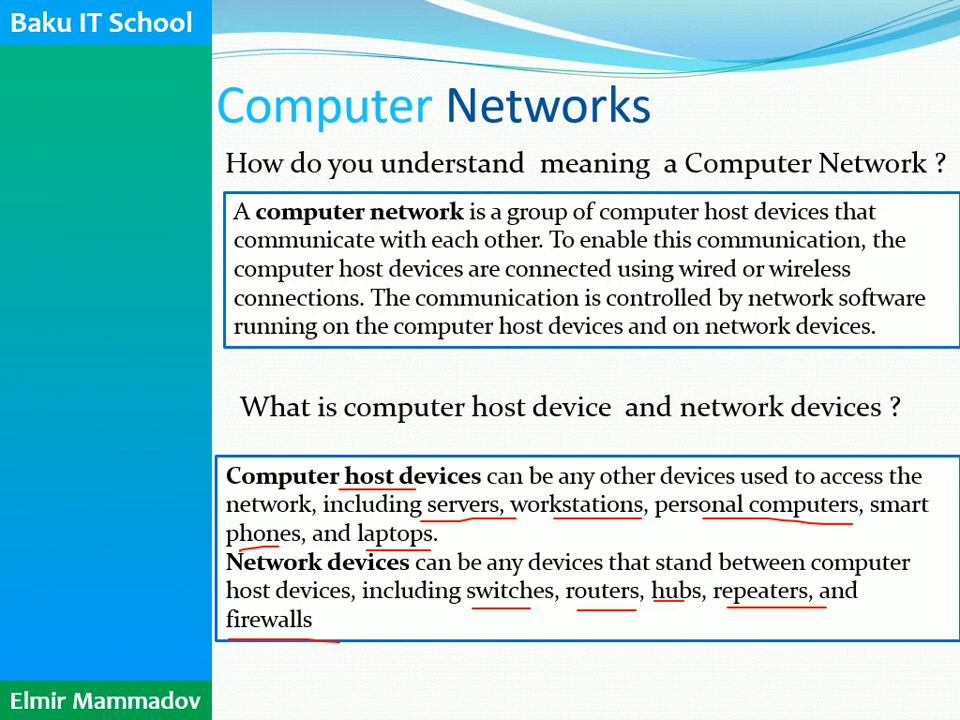 Baku IT School
Computer Networks
How do you understand meaning a Computer Network ?
A computer network is a group of computer host devices that
communicate with each other. To enable this communication, the
computer host devices are connected using wired or wireless
connections. The communication is controlled by network software
running on the computer host devices and on network devices.
What is computer host device and network devices ?
Computer host devices can be any other devices used to access the
network, including servers, workstations, personal computers, smart
phones, and laptops.
Network devices can be any devices that stand between computer
host devices, including switches, routers, hubs, repeaters, and
firewalls
Elmir Mammadov